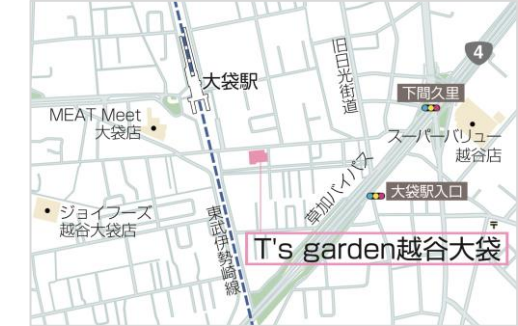 大袋駅
旧日光街道
4
下間久里
MEAT Meet
大袋店
スーパーバリュー
越谷店
草加バイパス
大袋駅入口
ジョイフーズ
越谷大袋店
東武伊勢崎線
〒
T's garden越谷大袋